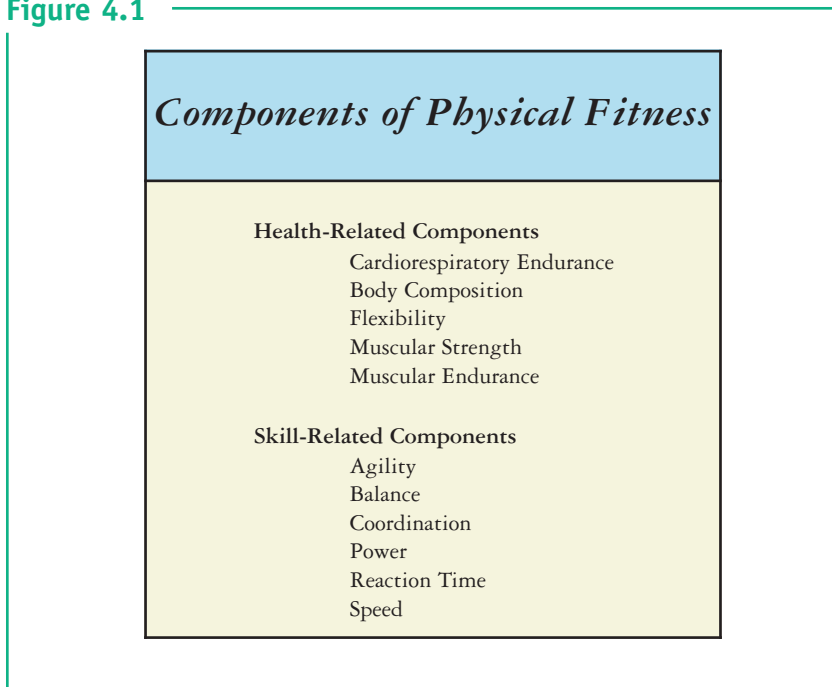 Figure 4.1
Components of Physical Fitness
Health-Related Components
Cardiorespiratory Endurance
Body Composition
Flexibility
Muscular Strength
Muscular Endurance
Skill-Related Components
Agility
Balance
Coordination
Power
Reaction Time
Speed